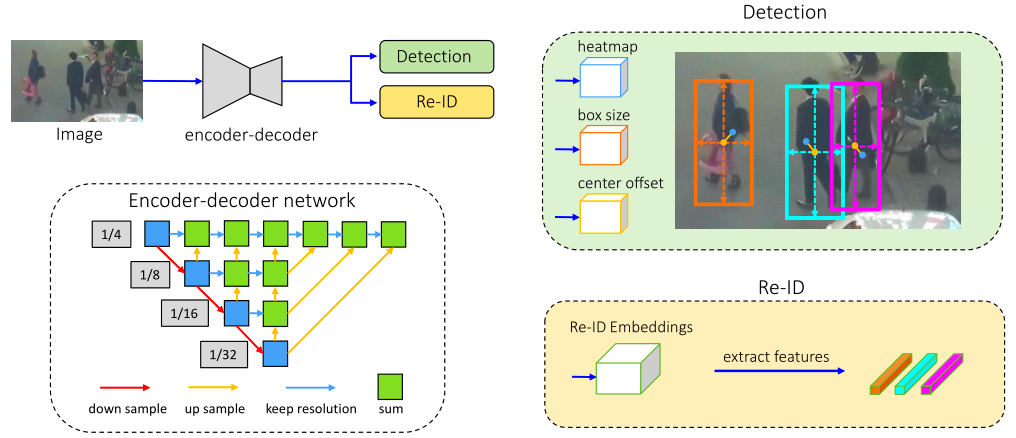 Image
encoder-decoder
Detection
Re-ID
Encoder-decoder network
1/4
1/8
1/16
1/32
down sample
up sample
keep resolution
sum
Detection
heatmap
box size
center offset
Re-ID
Re-ID Embeddings
extract features